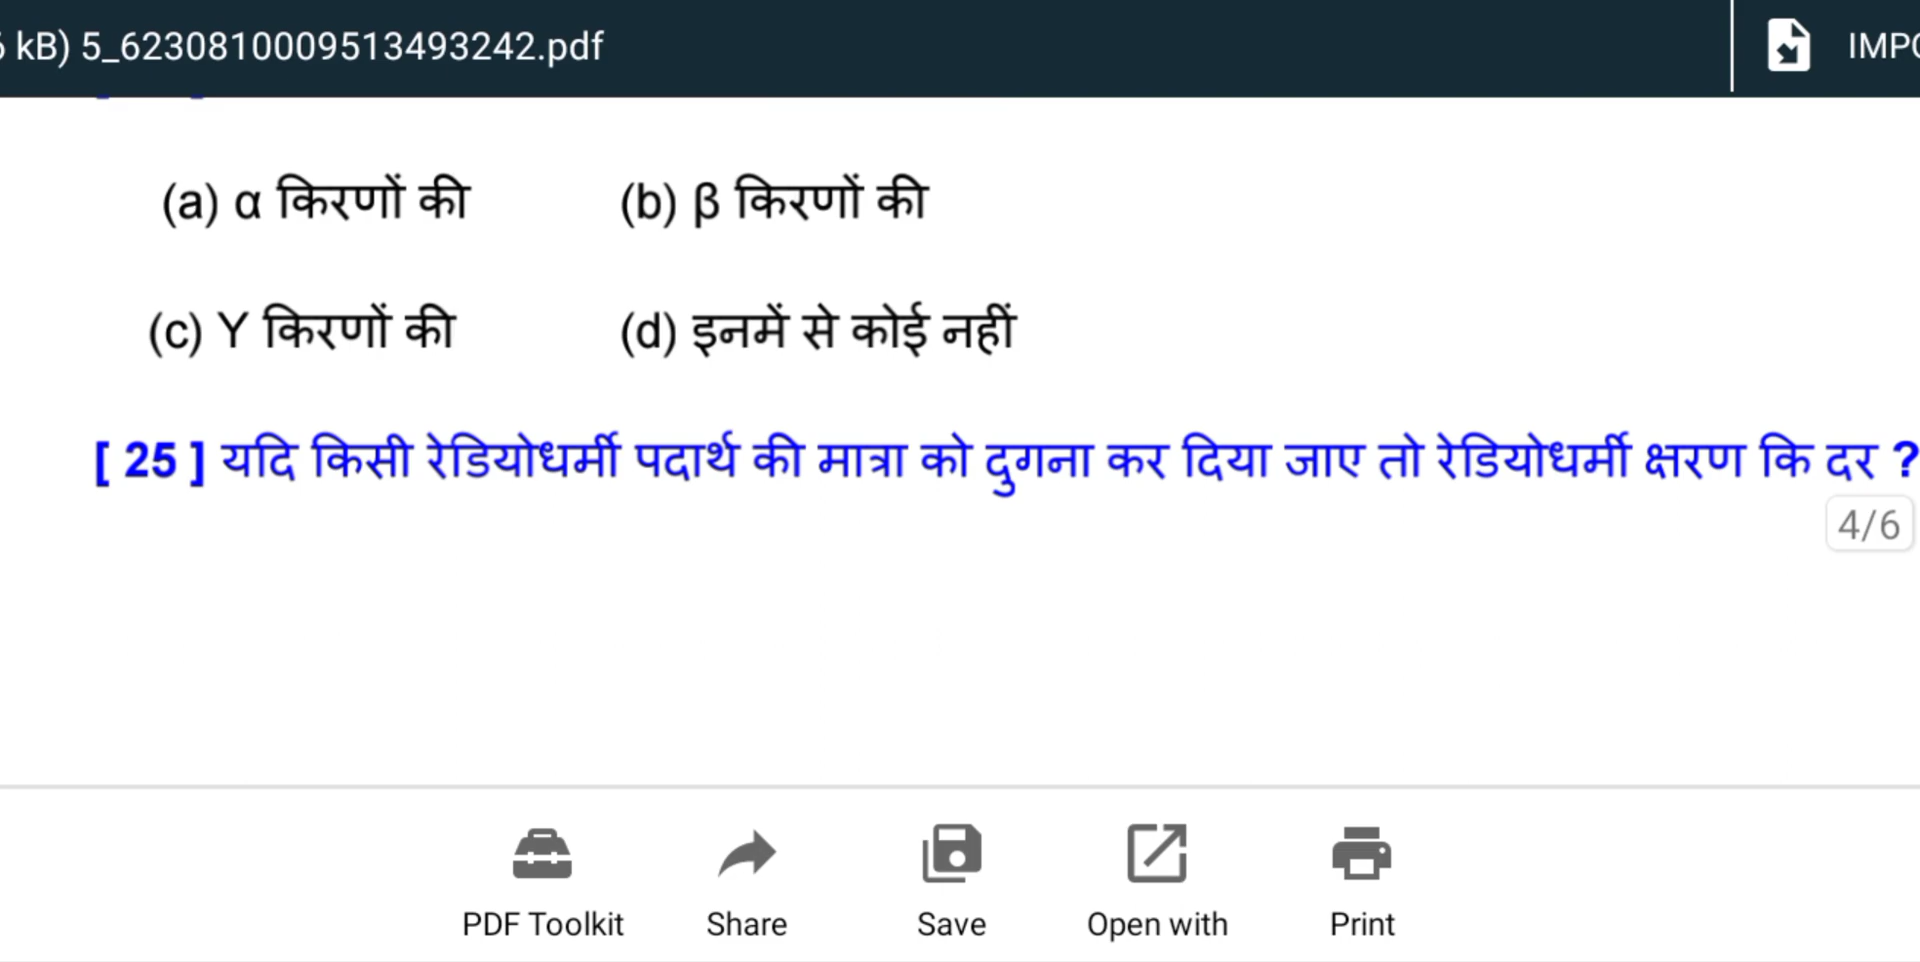 kB) 5_6230810009513493242.pdf
(a) α किरणों की (b) β किरणों की
(c) Y किरणों की (d) इनमें से कोई नहीं
[ 25 ] यदि किसी रेडियोधर्मी पदार्थ की मात्रा को दुगना कर दिया जाए तो रेडियोधर्मी क्षरण कि दर ?
4/6
PDF Toolkit Share Save Open with Print